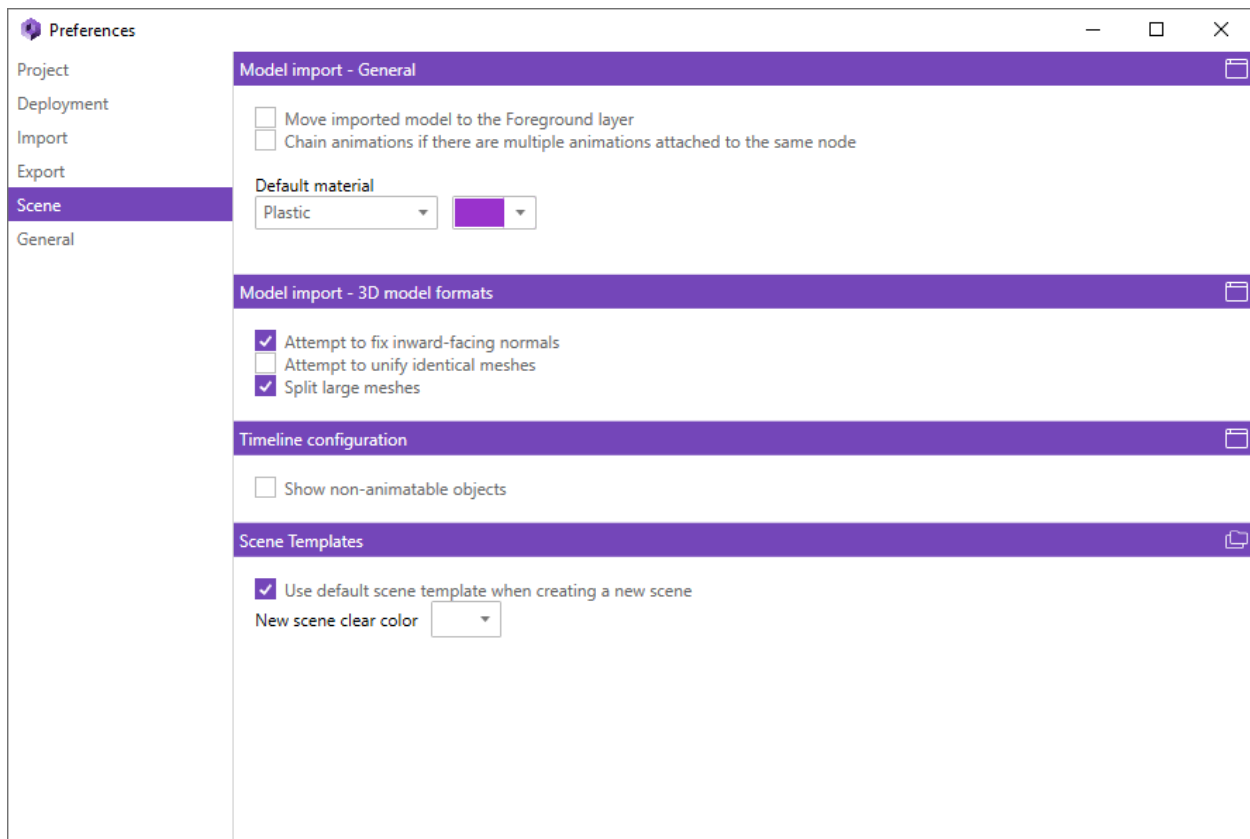 Preferences
Project
Deployment
Import
Export
Scene
General
Model import - General
Move imported model to the Foreground layer
Chain animations if there are multiple animations attached to the same node
Default material
Plastic
Model import - 3D model formats
Attempt to fix inward-facing normals
Attempt to unify identical meshes
Split large meshes
Timeline configuration
Show non-animatable objects
Scene Templates
Use default scene template when creating a new scene
New scene clear color